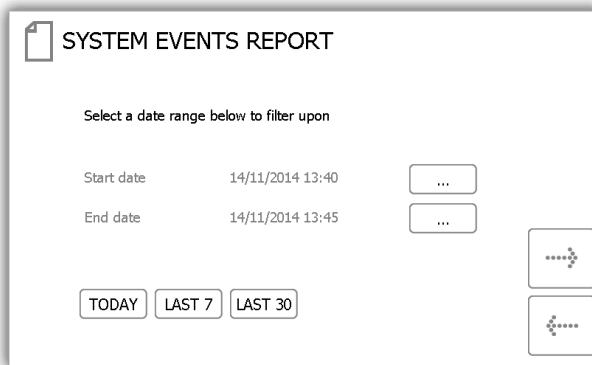 SYSTEM EVENTS REPORT
Select a date range below to filter upon
Start date 14/11/2014 13:40 ...
End date 14/11/2014 13:45 ...
TODAY LAST 7 LAST 30